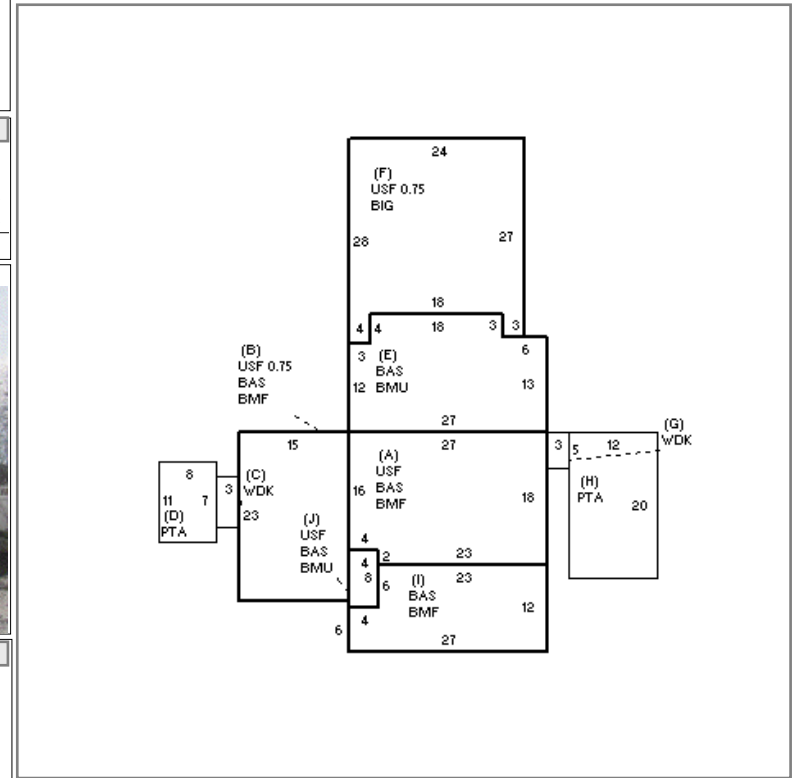 24
(F)
USF 0.75
BIG
28
27
18
4 4
18
3 3
6
3
(E)
BAS
BMU
12
13
(B)
USF 0.75
BAS
BMF
27
15
27
3
5
12
(G)
WDK
(A)
USF
BAS
BMF
16
18
8
3
(C)
WDK
11
7
(D)
PTA
23
(H)
PTA
20
(J)
USF
BAS
BMU
4
4
2
23
8
6
(I)
BAS
BMF
23
12
4
6
27